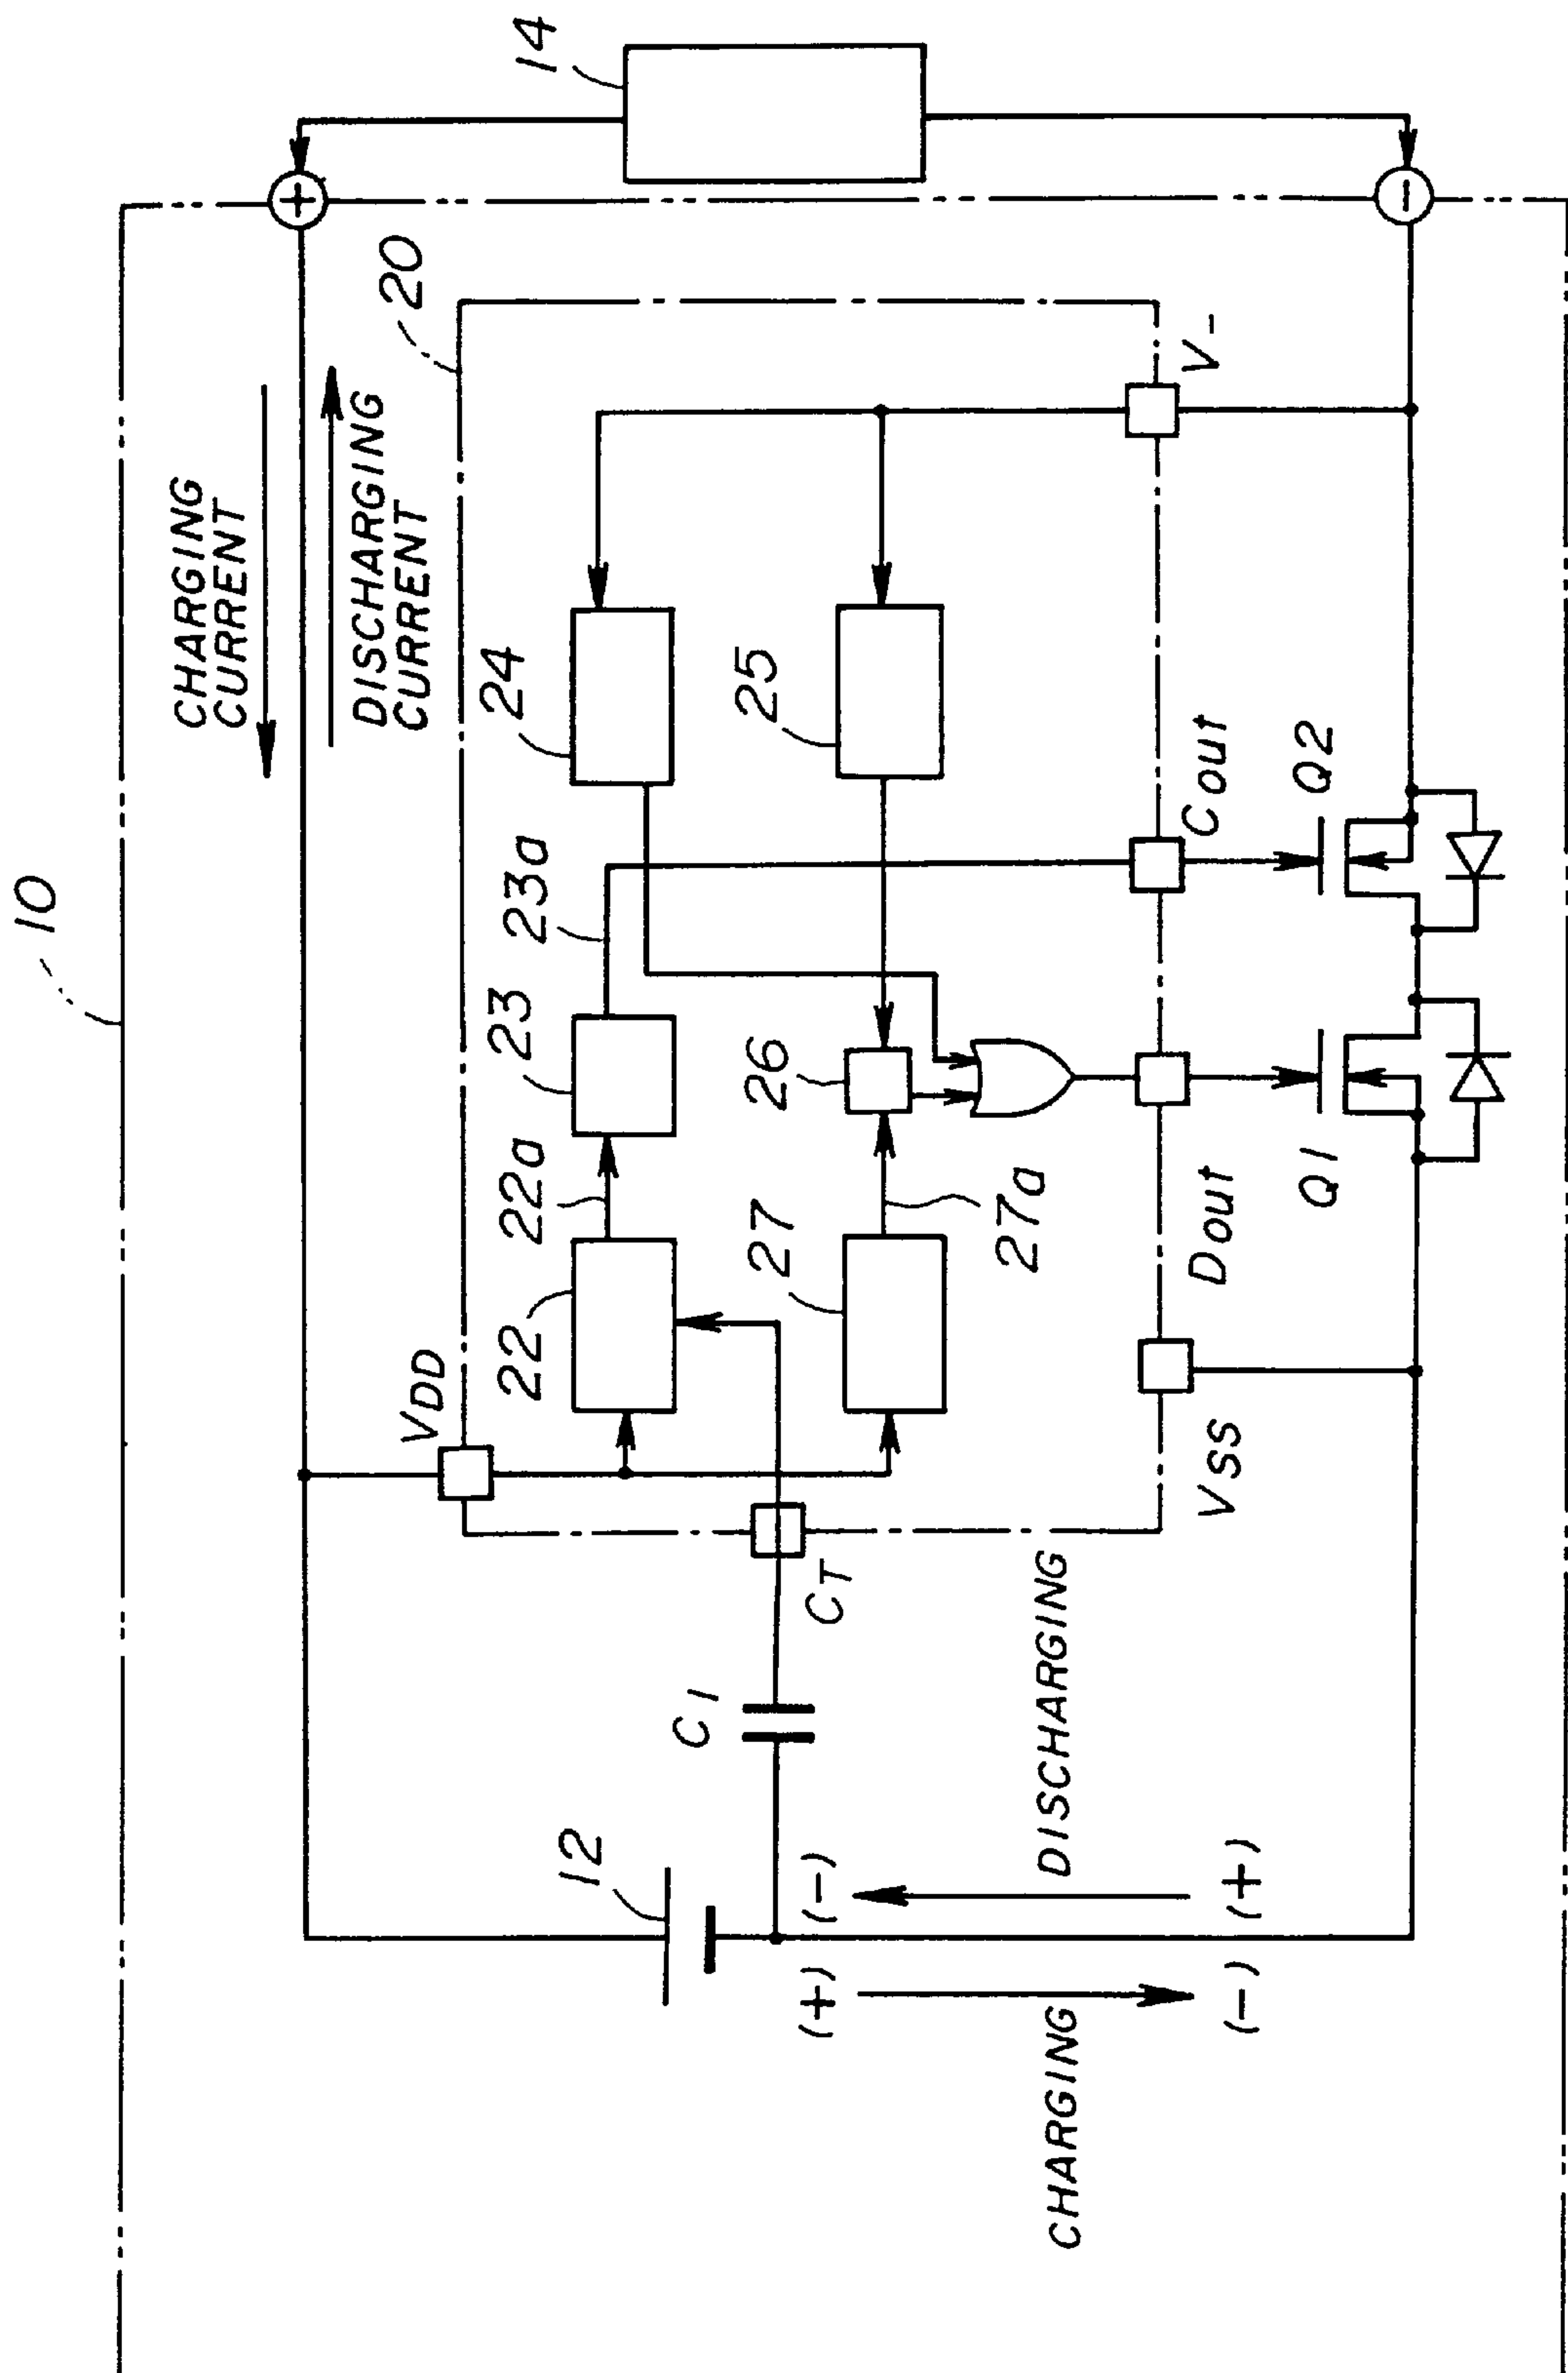 10
14
+
CHARGING
CURRENT
DISCHARGING
CURRENT
20
VDD
22
22a
23
23a
24
12
C1
CT
27
27a
26
25
(+)
(-)
CHARGING
DISCHARGING
(-)
(+)
VSS
Dout
Cout
V-
Q1
Q2
-